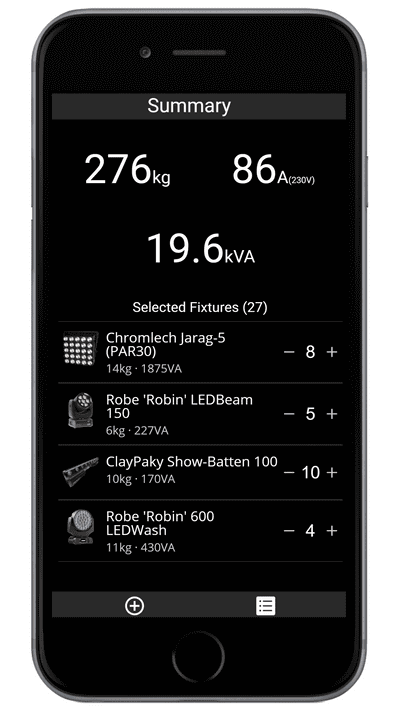 Summary
276kg 86A(230V)
19.6kVA
Selected Fixtures (27)
Chromlech Jarag-5
(PAR30)
14kg · 1875VA
− 8 +
Robe 'Robin' LEDBeam
150
6kg · 227VA
− 5 +
ClayPaky Show-Batten 100
10kg · 170VA
− 10 +
Robe 'Robin' 600
LEDWash
11kg · 430VA
− 4 +